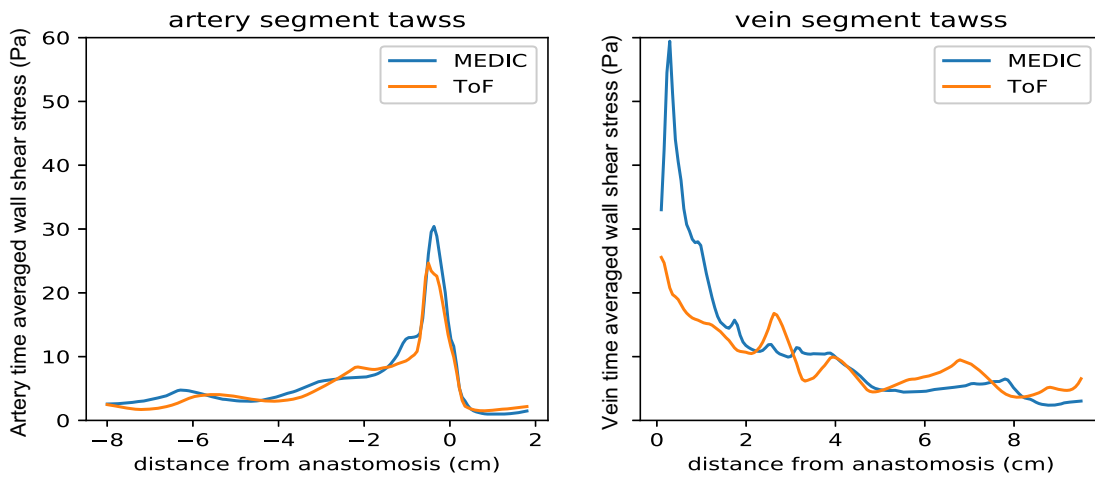 artery segment tawss
Artery time averaged wall shear stress (Pa)
60
50
40
30
20
10
0
MEDIC
ToF
−8
−6
−4
−2
0
2
distance from anastomosis (cm)
vein segment tawss
Vein time averaged wall shear stress (Pa)
MEDIC
ToF
0
2
4
6
8
distance from anastomosis (cm)